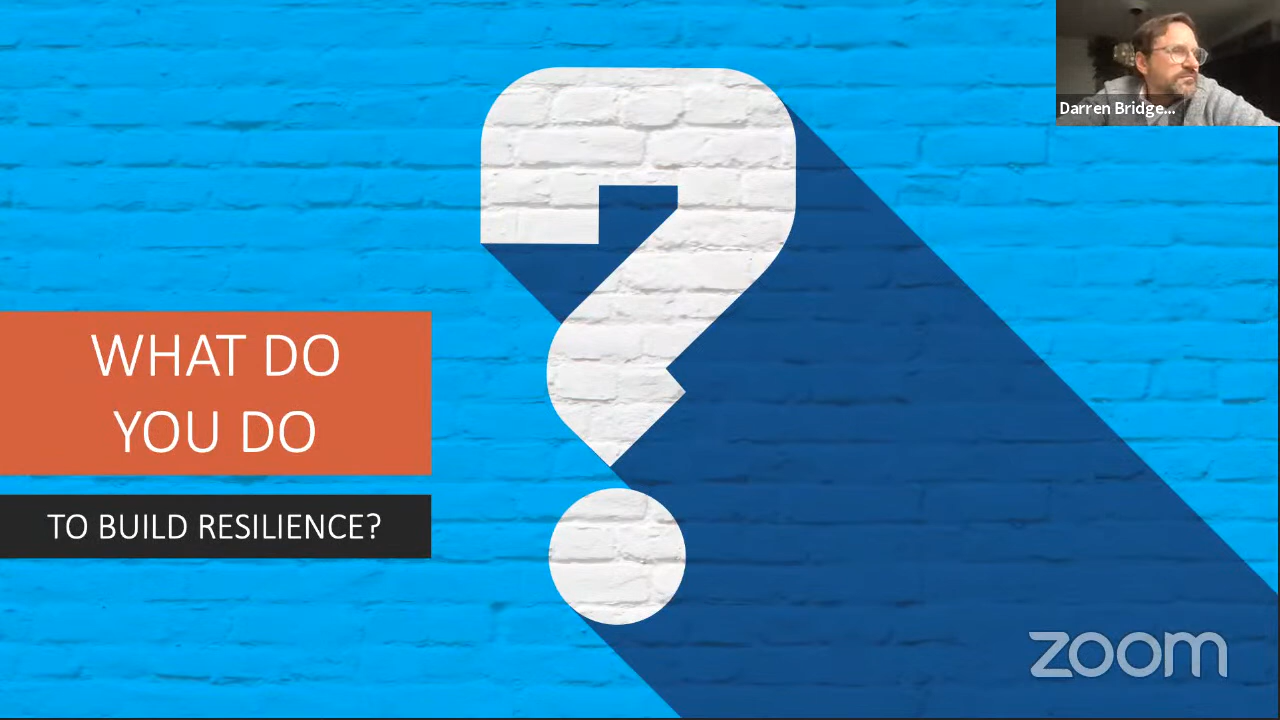 Darren Bridge...
WHAT DO
YOU DO
TO BUILD RESILIENCE?
zoom